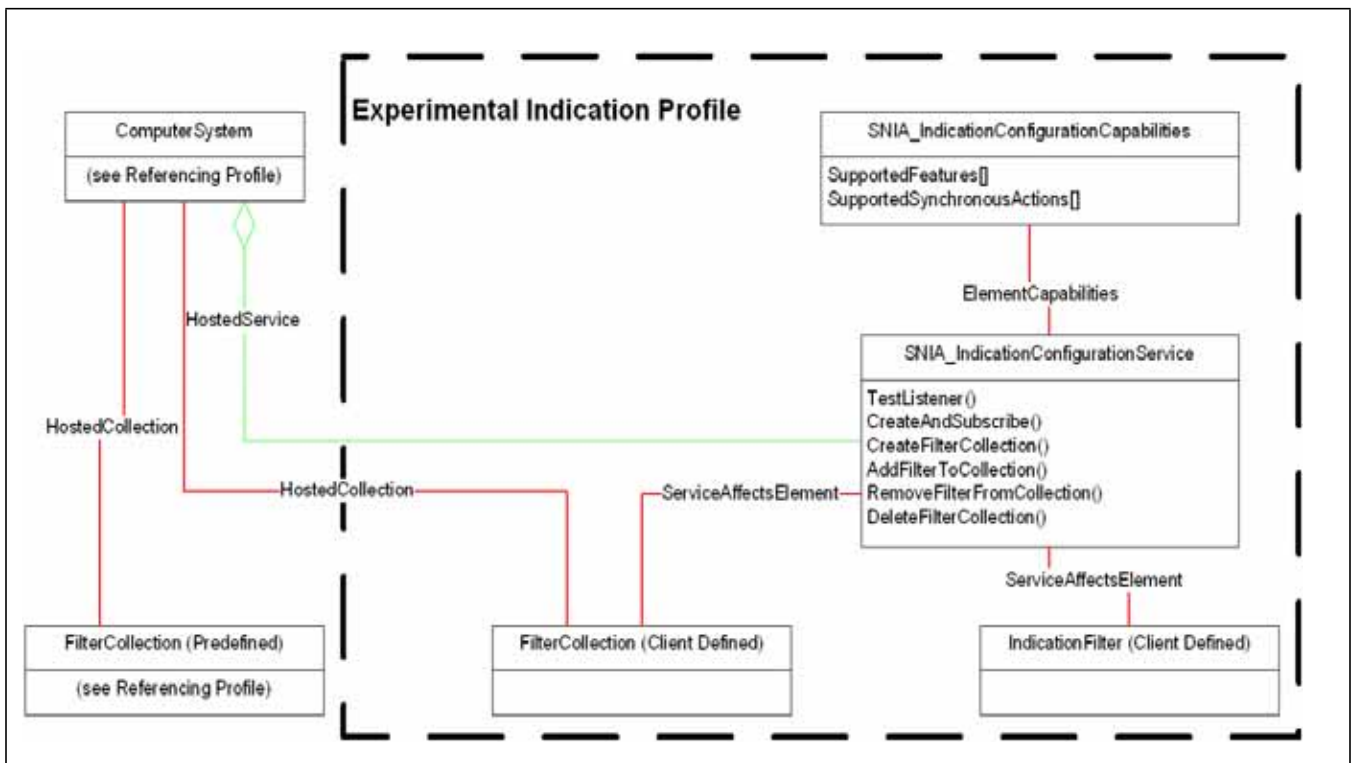 Experimental Indication Profile
ComputerSystem
(see Referencing Profile)
SNIA_IndicationConfigurationCapabilities
SupportedFeatures[]
SupportedSynchronousActions[]
ElementCapabilities
HostedService
SNIA_IndicationConfigurationService
TestListener()
CreateAndSubscribe()
CreateFilterCollection()
AddFilterToCollection()
RemoveFilterFromCollection()
DeleteFilterCollection()
HostedCollection
HostedCollection
ServiceAffectsElement
ServiceAffectsElement
FilterCollection (Predefined)
(see Referencing Profile)
FilterCollection (Client Defined)
IndicationFilter (Client Defined)